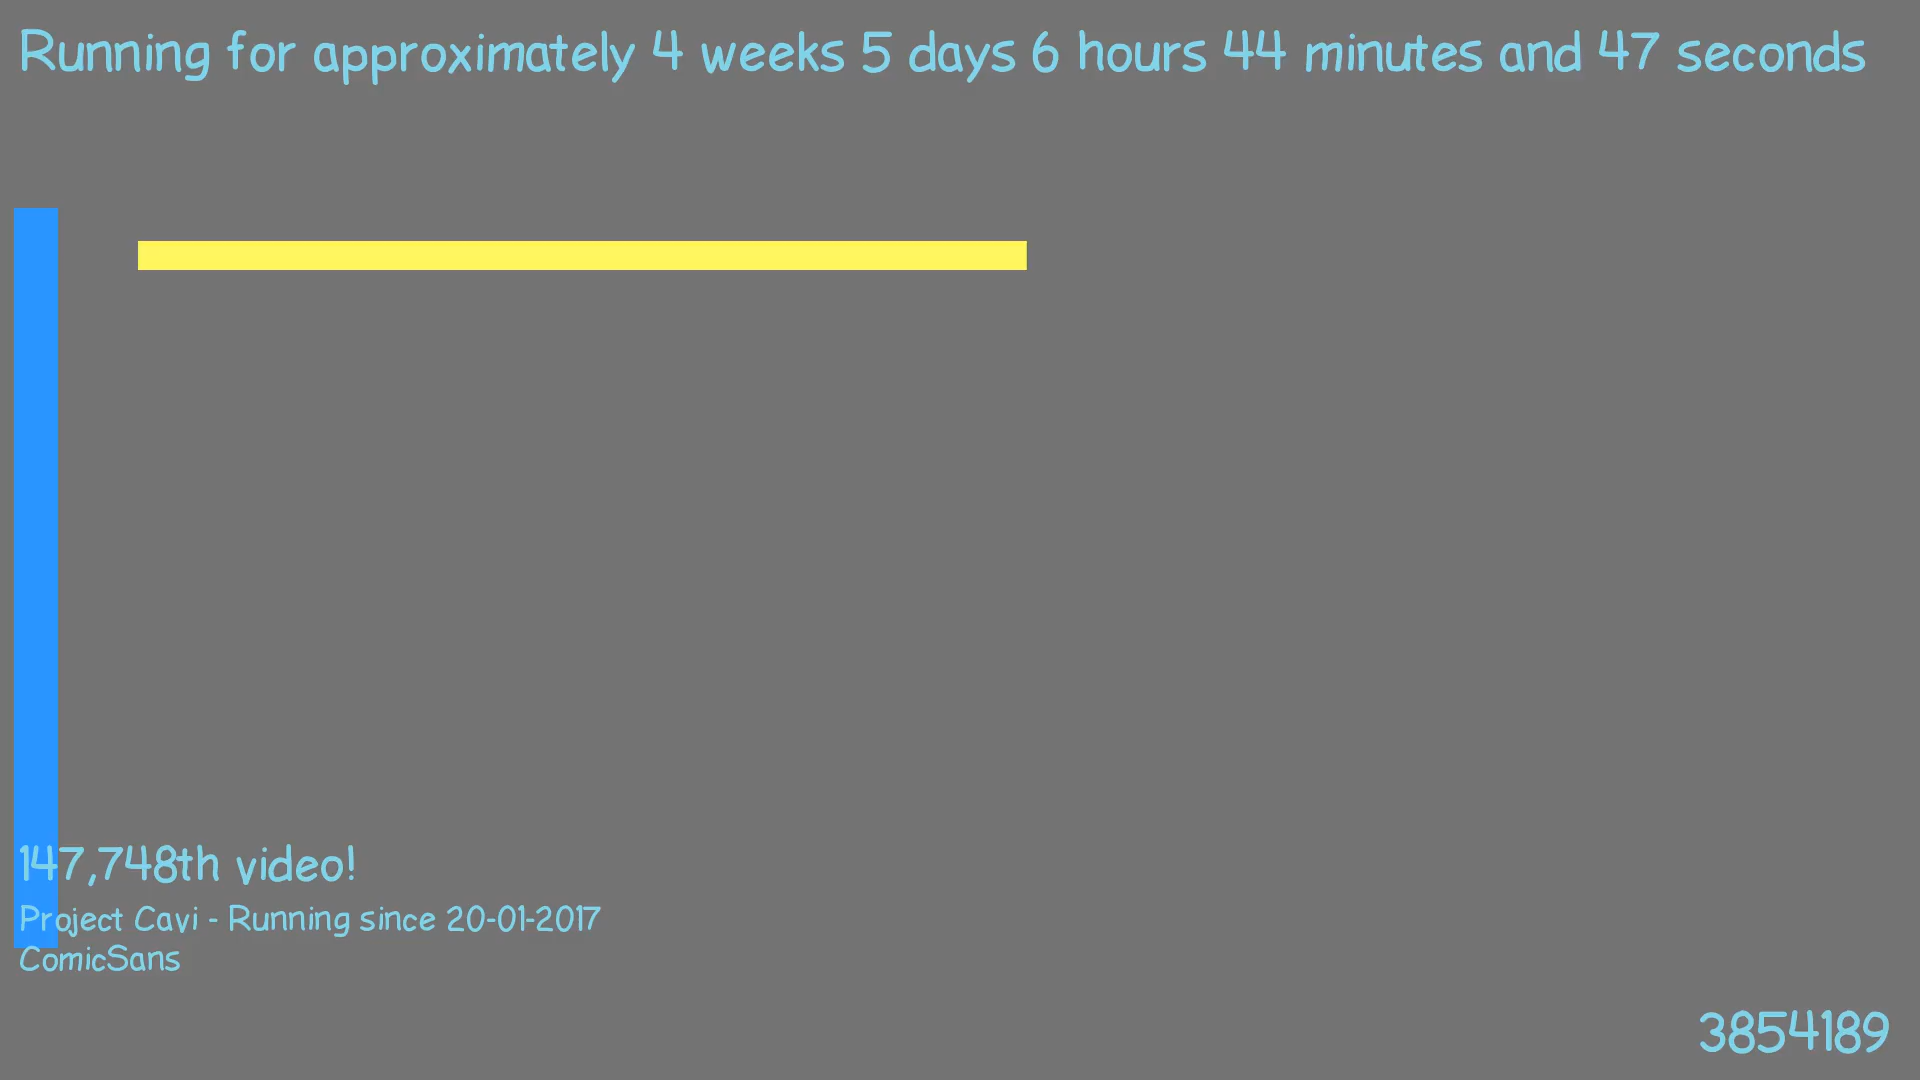 Running for approximately 4 weeks 5 days 6 hours 44 minutes and 47 seconds
147,748th video!
Project Cavi - Running since 20-01-2017
ComicSans
3854189